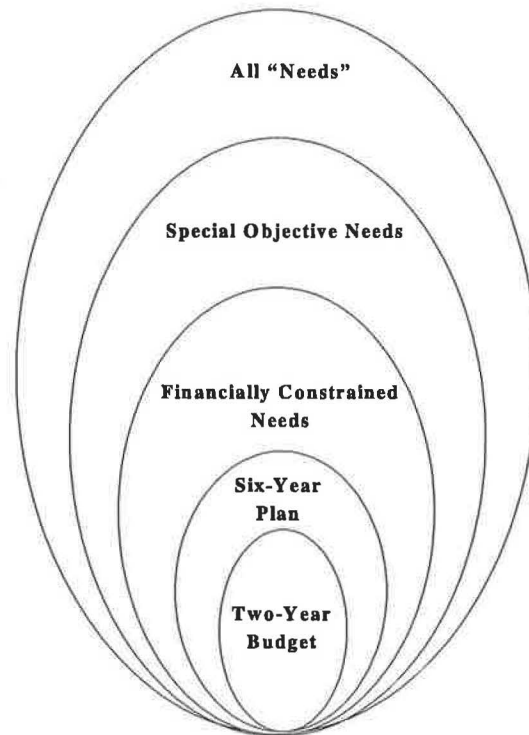 All “Needs”
Special Objective Needs
Financially Constrained
Needs
Six-Year
Plan
Two-Year
Budget